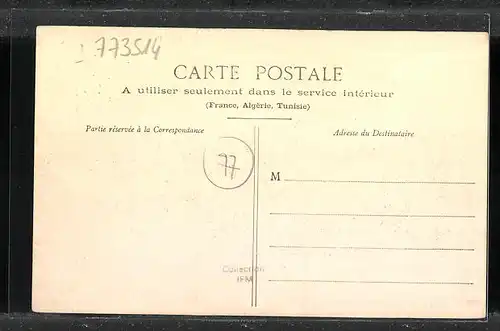 773514
CARTE POSTALE
A utiliser seulement dans le service intérieur
(France, Algérie, Tunisie)
Partie réservée à la Correspondance
Adresse du Destinataire
77
M
Collection
IFM